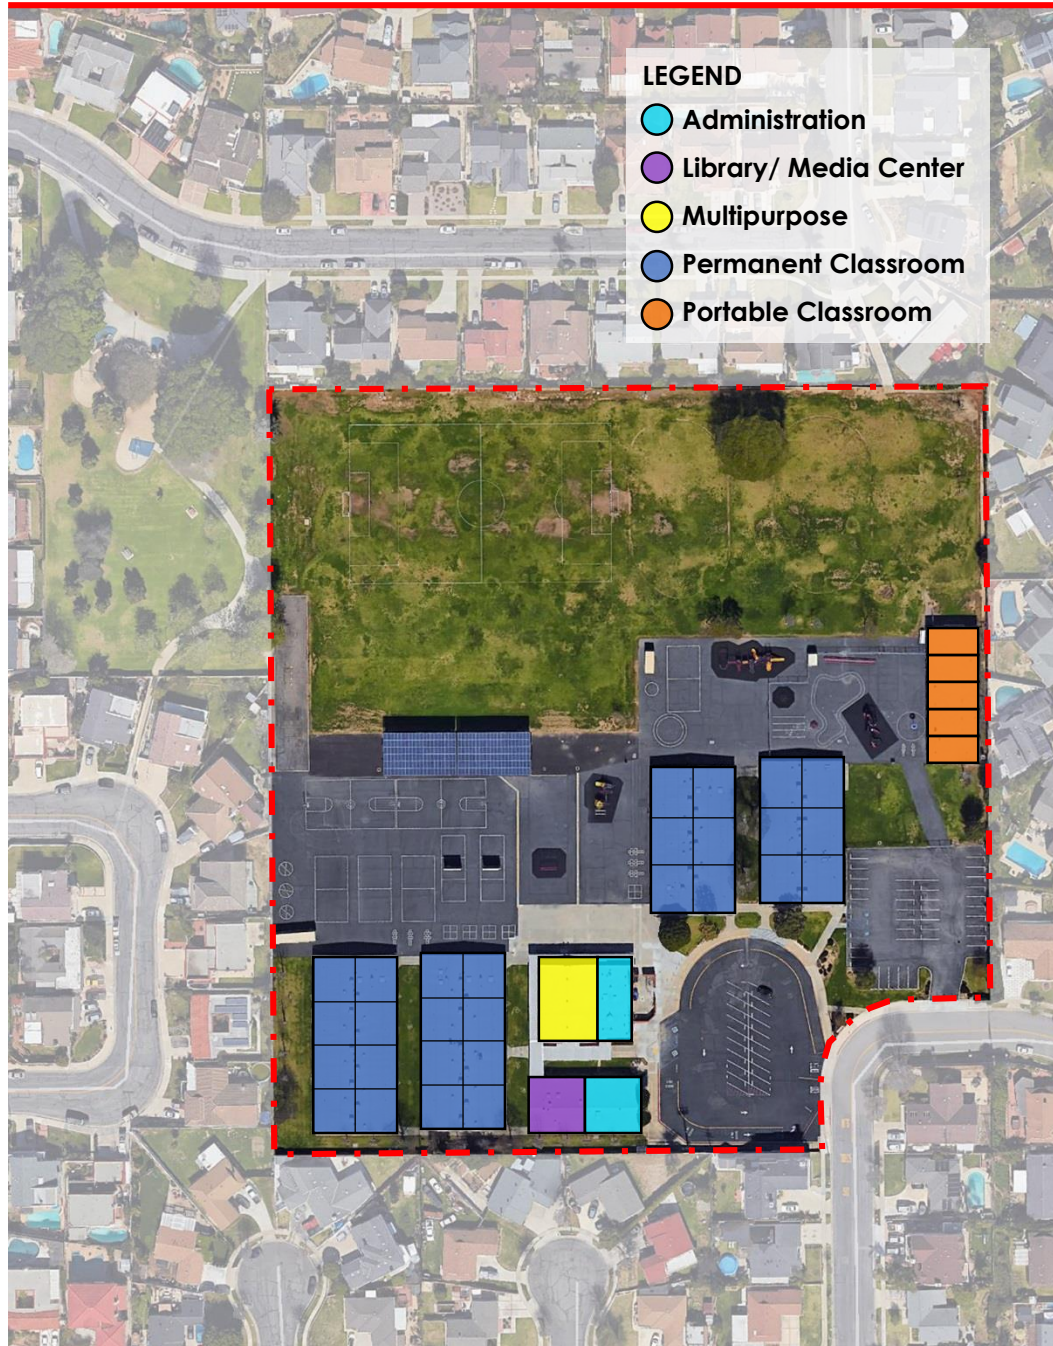 LEGEND
Administration
Library/ Media Center
Multipurpose
Permanent Classroom
Portable Classroom